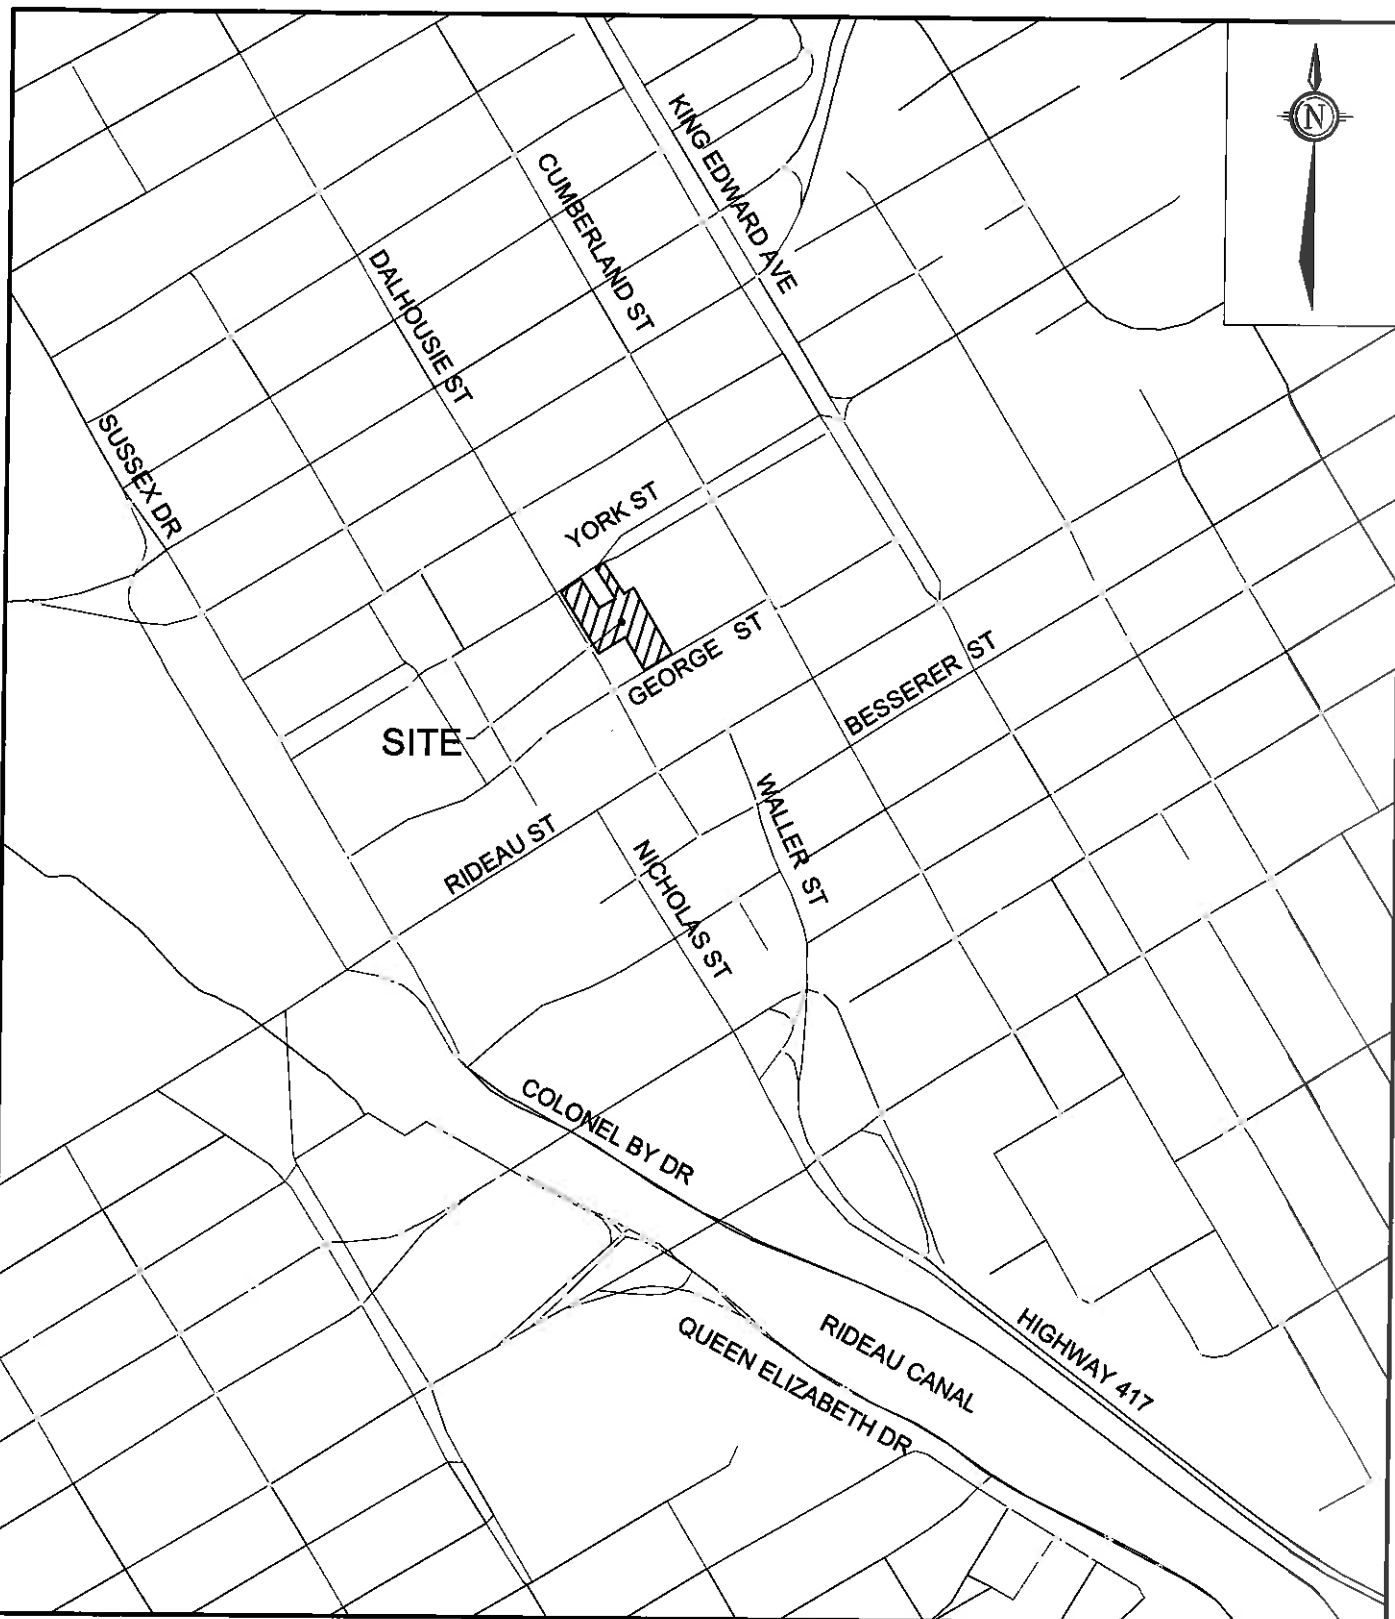 N
KING EDWARD AVE
CUMBERLAND ST
DALHOUSIE ST
SUSSEX DR
YORK ST
GEORGE ST
BESSERER ST
SITE
WALLER ST
RIDEAU ST
NICHOLAS ST
COLONEL BY DR
RIDEAU CANAL
HIGHWAY 417
QUEEN ELIZABETH DR